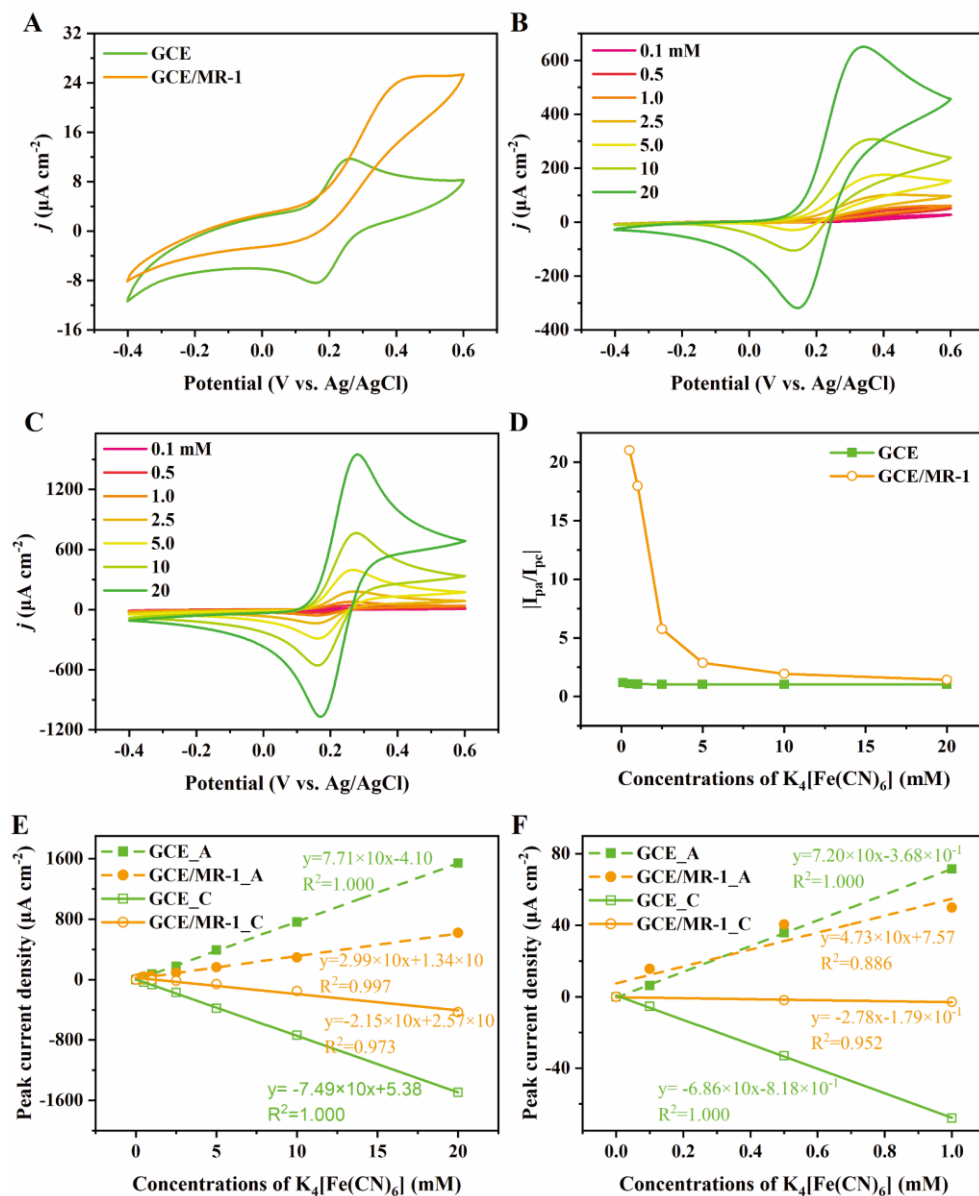 A
32
24
16
8
0
-8
-16
j (μA cm⁻²)
GCE
GCE/MR-1
-0.4
-0.2
0.0
0.2
0.4
0.6
Potential (V vs. Ag/AgCl)
B
600
400
200
0
-200
-400
j (μA cm⁻²)
0.1 mM
0.5
1.0
2.5
5.0
10
20
-0.4
-0.2
0.0
0.2
0.4
0.6
Potential (V vs. Ag/AgCl)
C
1200
600
0
-600
-1200
j (μA cm⁻²)
0.1 mM
0.5
1.0
2.5
5.0
10
20
-0.4
-0.2
0.0
0.2
0.4
0.6
Potential (V vs. Ag/AgCl)
D
20
15
10
5
0
|Ipa/Ipc|
GCE
GCE/MR-1
0
5
10
15
20
Concentrations of K₄[Fe(CN)₆] (mM)
E
1600
800
0
-800
-1600
Peak current density (μA cm⁻²)
GCE_A
GCE/MR-1_A
GCE_C
GCE/MR-1_C
y=7.71×10x-4.10
R²=1.000
y=2.99×10x+1.34×10
R²=0.997
y=-2.15×10x+2.57×10
R²=0.973
y= -7.49×10x+5.38
R²=1.000
0
5
10
15
20
Concentrations of K₄[Fe(CN)₆] (mM)
F
80
40
0
-40
Peak current density (μA cm⁻²)
GCE_A
GCE/MR-1_A
GCE_C
GCE/MR-1_C
y=7.20×10x-3.68×10⁻¹
R²=1.000
y=4.73×10x+7.57
R²=0.886
y= -2.78x-1.79×10⁻¹
R²=0.952
y= -6.86×10x-8.18×10⁻¹
R²=1.000
0.0
0.2
0.4
0.6
0.8
1.0
Concentrations of K₄[Fe(CN)₆] (mM)